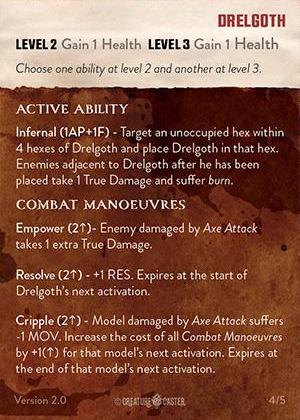 DRELGOTH
LEVEL 2 Gain 1 Health LEVEL 3 Gain 1 Health
Choose one ability at level 2 and another at level 3.
ACTIVE ABILITY
Infernal (1AP+1F) - Target an unoccupied hex within
4 hexes of Drelgoth and place Drelgoth in that hex.
Enemies adjacent to Drelgoth after he has been
placed take 1 True Damage and suffer burn.
COMBAT MANOEUVRES
Empower (2↑)- Enemy damaged by Axe Attack
takes 1 extra True Damage.
Resolve (2↑) - +1 RES. Expires at the start of
Drelgoth's next activation.
Cripple (2↑) - Model damaged by Axe Attack suffers
-1 MOV. Increase the cost of all Combat Manoeuvres
by +1(↑) for that model's next activation. Expires at
the end of that model's next activation.
Version 2.0 © CREATURE CASTER 4/5